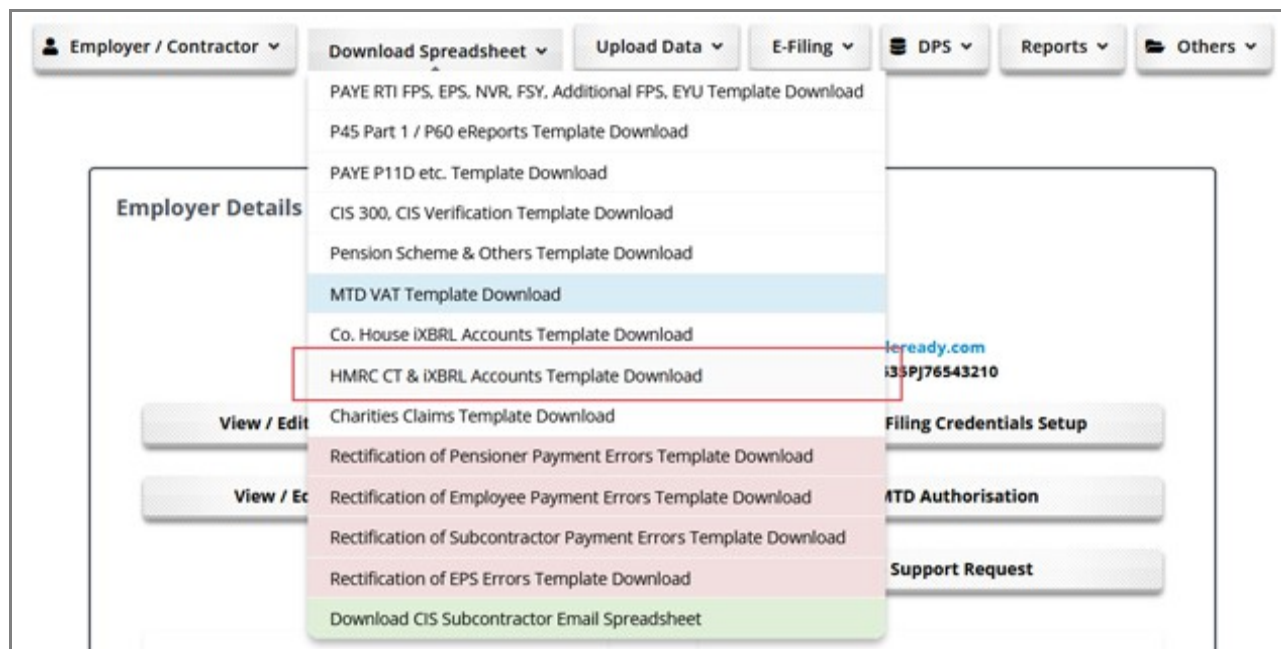 Employer / Contractor
Download Spreadsheet
Upload Data
E-Filing
DPS
Reports
Others
PAYE RTI FPS, EPS, NVR, FSY, Additional FPS, EYU Template Download
P45 Part 1 / P60 eReports Template Download
PAYE P11D etc. Template Download
Employer Details
CIS 300, CIS Verification Template Download
Pension Scheme & Others Template Download
MTD VAT Template Download
Co. House iXBRL Accounts Template Download
leready.com
HMRC CT & iXBRL Accounts Template Download
535PJ76543210
Charities Claims Template Download
View / Edit
Filing Credentials Setup
Rectification of Pensioner Payment Errors Template Download
View / Ed
Rectification of Employee Payment Errors Template Download
MTD Authorisation
Rectification of Subcontractor Payment Errors Template Download
Support Request
Rectification of EPS Errors Template Download
Download CIS Subcontractor Email Spreadsheet